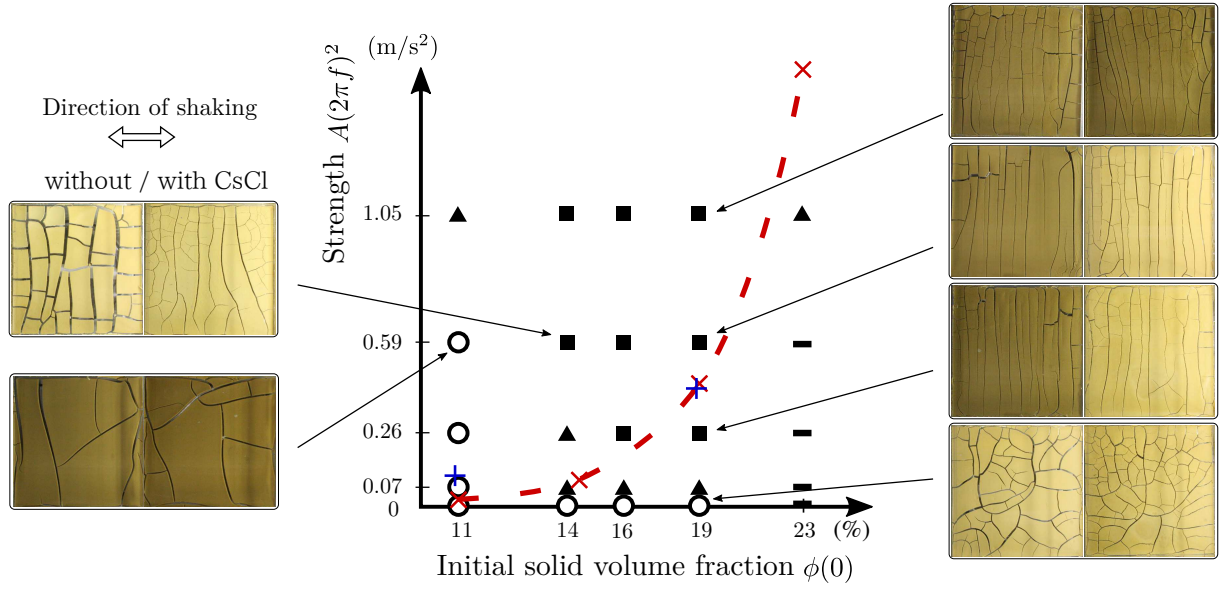 Direction of shaking
without / with CsCl
Strength A(2πf)²
(m/s²)
1.05
0.59
0.26
0.07
0
11
14
16
19
23
(%)
Initial solid volume fraction ϕ(0)